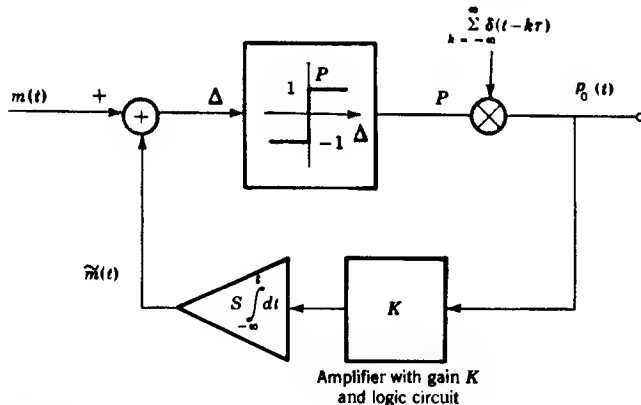 ∞
Σ δ(t−kτ)
k = −∞
m(t)
+
+
Δ
1
P
Δ
−1
P
p₀(t)
m̃(t)
S ∫ dt
t
−∞
K
Amplifier with gain K
and logic circuit